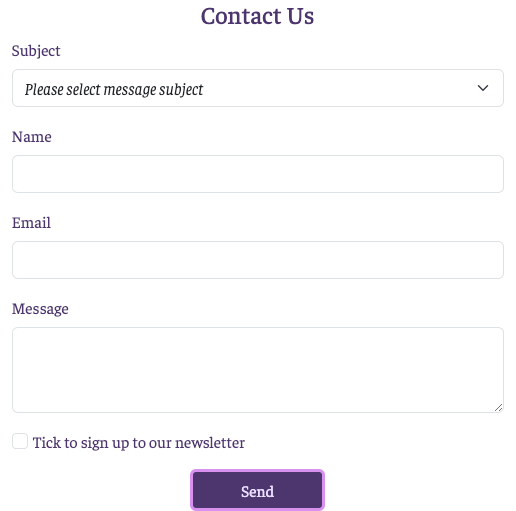 Contact Us
Subject
Please select message subject
Name
Email
Message
Tick to sign up to our newsletter
Send